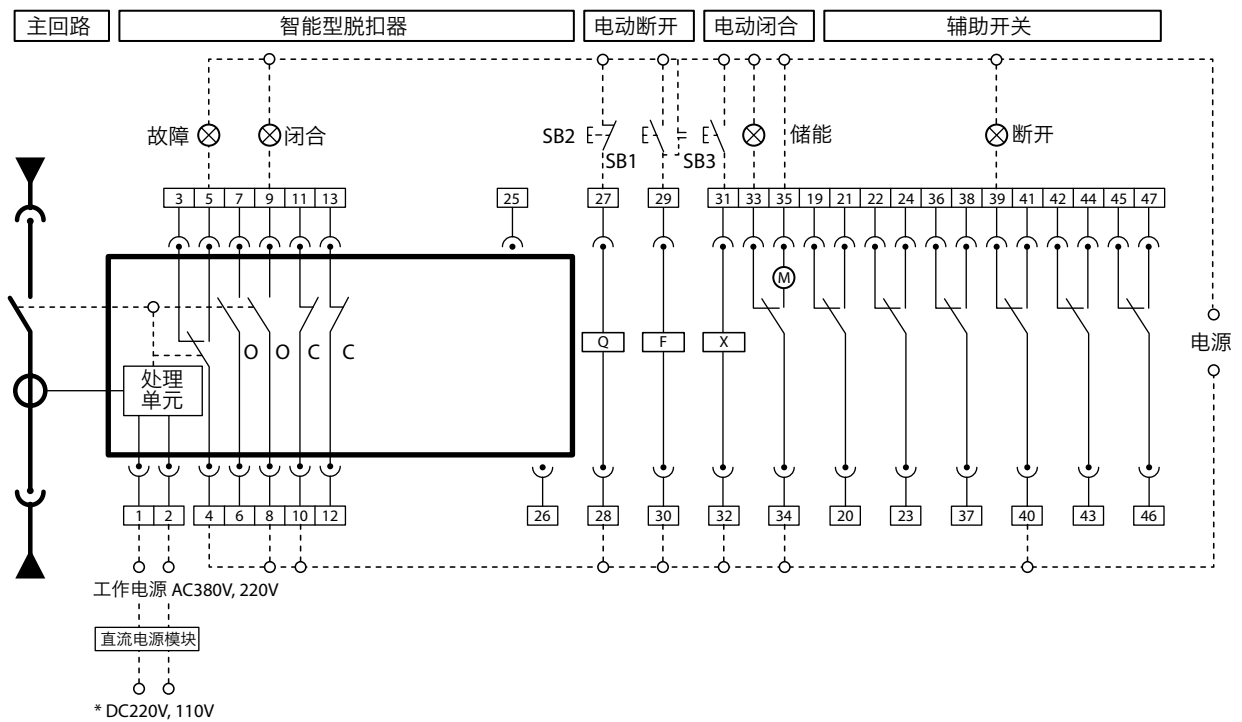 主回路 智能型脱扣器 电动断开 电动闭合 辅助开关
故障 闭合 SB2 SB1 SB3 储能 断开
3 5 7 9 11 13 25 27 29 31 33 35 19 21 22 24 36 38 39 41 42 44 45 47
M
O O C C Q F X
电源
处理
单元
1 2 4 6 8 10 12 26 28 30 32 34 20 23 37 40 43 46
工作电源 AC380V, 220V
直流电源模块
* DC220V, 110V